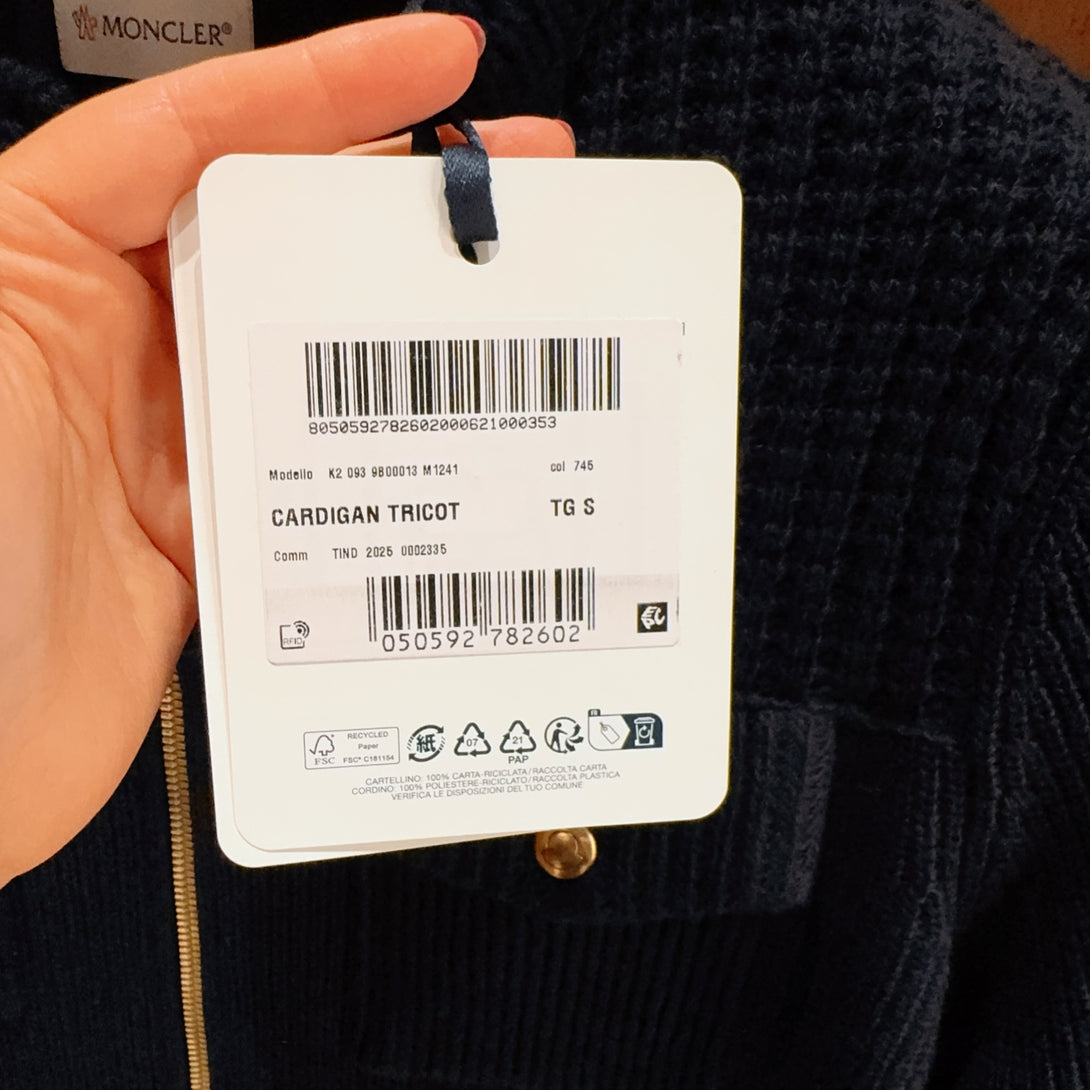 MONCLER®
8050592782602000621000353
Modello K2 093 9B00013 M1241 col 745
CARDIGAN TRICOT TG S
Comm TIND 2025 0002335
RFID
050592 782602
FSC RECYCLED
Paper
FSC® C181154
紙
07
21
PAP
FR
CARTELLINO: 100% CARTA-RICICLATA/RACCOLTA CARTA
CORDINO: 100% POLIESTERE-RICICLATO/RACCOLTA PLASTICA
VERIFICA LE DISPOSIZIONI DEL TUO COMUNE